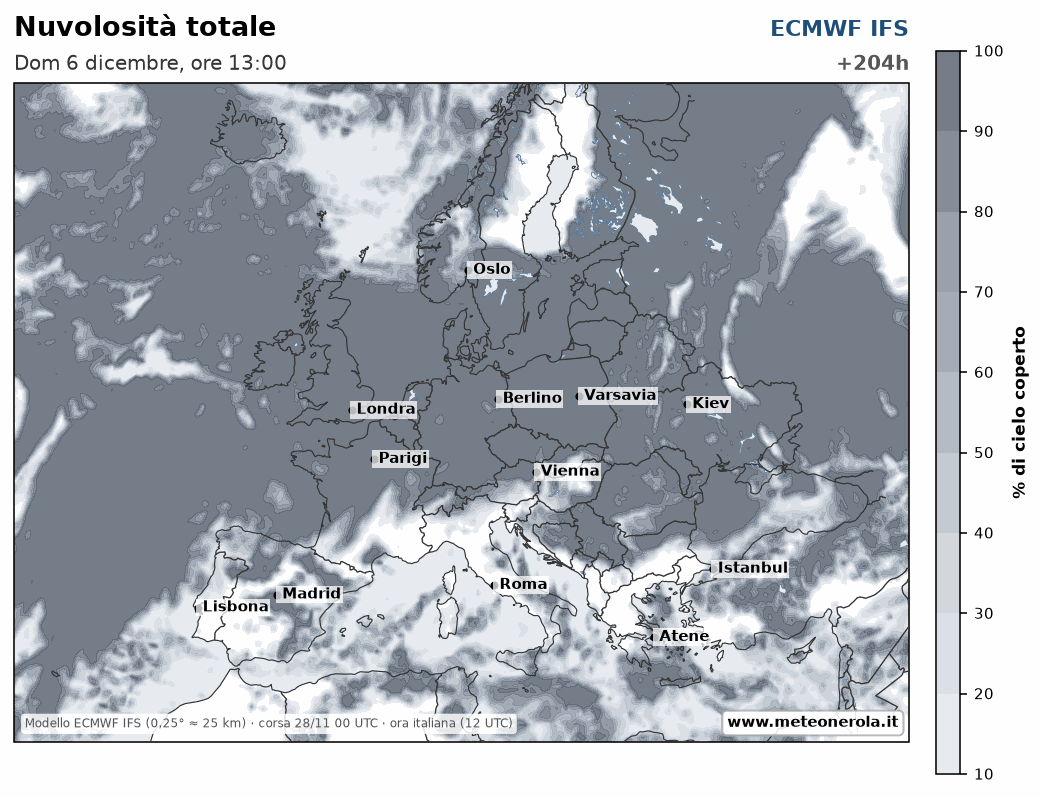 Nuvolosità totale
ECMWF IFS
Dom 6 dicembre, ore 13:00
+204h
100
90
80
70
60
50
40
30
20
10
% di cielo coperto
Oslo
Berlino
Varsavia
Londra
Kiev
Parigi
Vienna
Istanbul
Roma
Madrid
Lisbona
Atene
Modello ECMWF IFS (0,25° ≈ 25 km) · corsa 28/11 00 UTC · ora italiana (12 UTC)
www.meteonerola.it